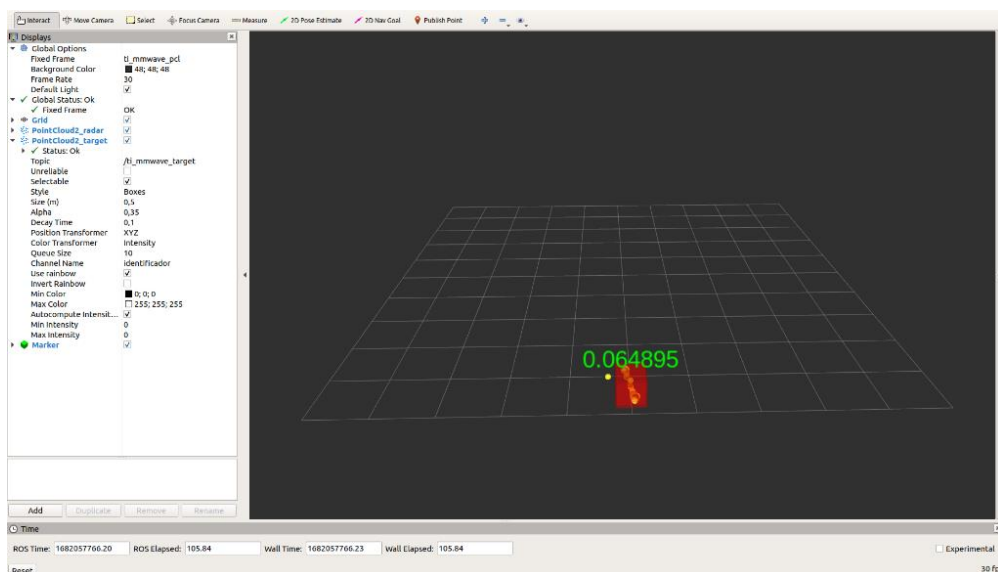 Interact Move Camera Select Focus Camera Measure 2D Pose Estimate 2D Nav Goal Publish Point
Displays
Global Options
Fixed Frame ti_mmwave_pcl
Background Color 48; 48; 48
Frame Rate 30
Default Light
Global Status: Ok
Fixed Frame OK
Grid
PointCloud2_radar
PointCloud2_target
Status: Ok
Topic /ti_mmwave_target
Unreliable
Selectable
Style Boxes
Size (m) 0,5
Alpha 0,35
Decay Time 0,1
Position Transformer XYZ
Color Transformer Intensity
Queue Size 10
Channel Name identificador
Use rainbow
Invert Rainbow
Min Color 0; 0; 0
Max Color 255; 255; 255
Autocompute Intensit...
Min Intensity 0
Max Intensity 0
Marker
0.064895
Add Duplicate Remove Rename
Time
ROS Time: 1682057766.20 ROS Elapsed: 105.84 Wall Time: 1682057766.23 Wall Elapsed: 105.84 Experimental
Reset 30 fp